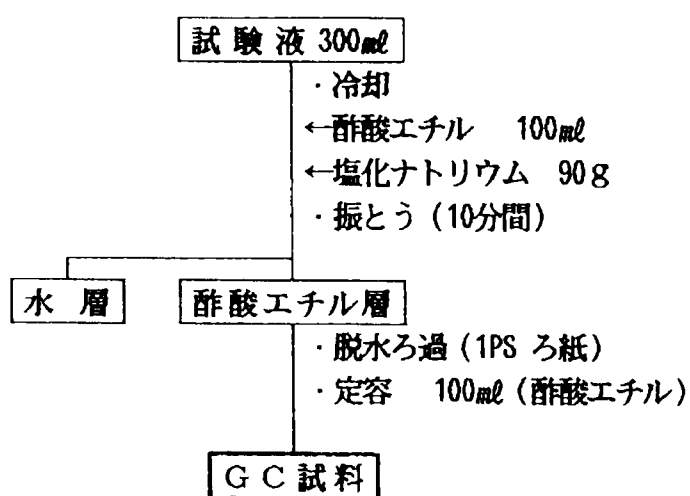 試験液 300㎖
・冷却
←酢酸エチル 100㎖
←塩化ナトリウム 90g
・振とう (10分間)
水層 酢酸エチル層
・脱水ろ過 (1PS ろ紙)
・定容 100㎖ (酢酸エチル)
GC試料